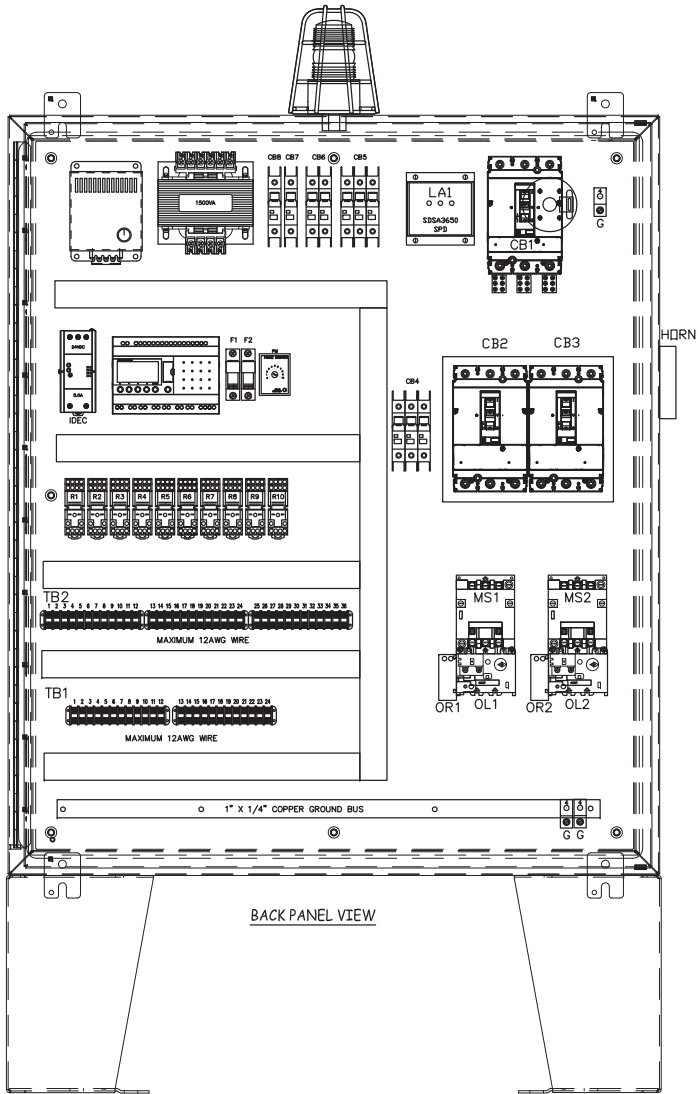 CB8 CB7 CB6 CB5
1500VA
LA1
SDSA3650
SPD
CB1
G
HORN
24VDC
5.0A
IDEC
F1 F2
PM
CB2 CB3
CB4
R1 R2 R3 R4 R5 R6 R7 R8 R9 R10
TB2
1 2 3 4 5 6 7 8 9 10 11 12 13 14 15 16 17 18 19 20 21 22 23 24 25 26 27 28 29 30 31 32 33 34 35 36
MAXIMUM 12AWG WIRE
MS1 MS2
OR1 OL1 OR2 OL2
TB1
1 2 3 4 5 6 7 8 9 10 11 12 13 14 15 16 17 18 19 20 21 22 23 24
MAXIMUM 12AWG WIRE
1" X 1/4" COPPER GROUND BUS
G G
BACK PANEL VIEW